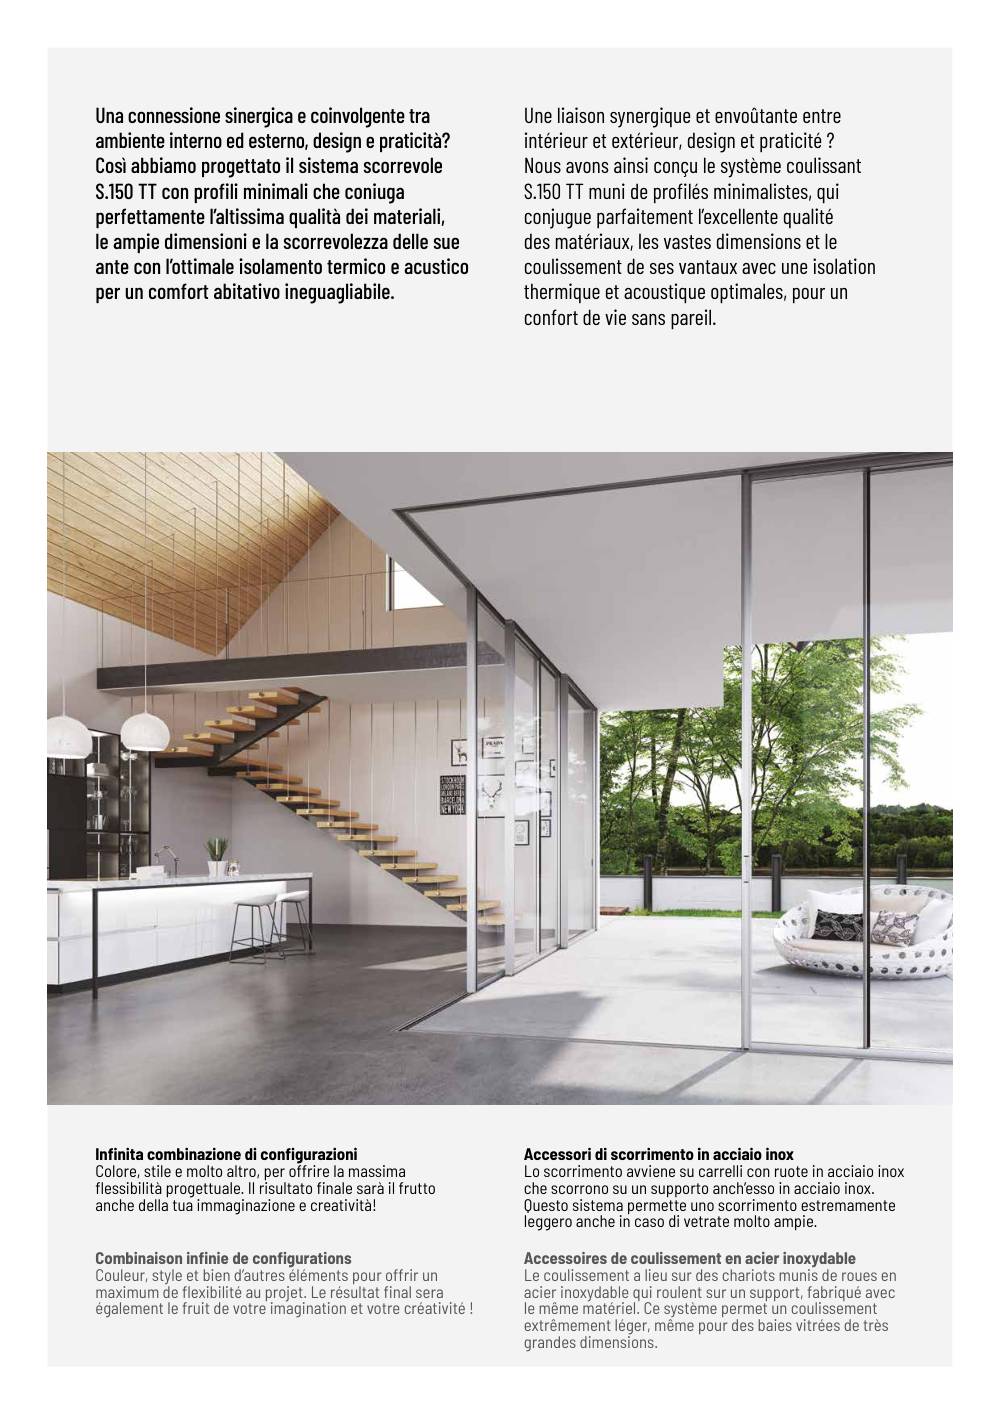 Una connessione sinergica e coinvolgente tra
ambiente interno ed esterno, design e praticità?
Così abbiamo progettato il sistema scorrevole
S.150 TT con profili minimali che coniuga
perfettamente l’altissima qualità dei materiali,
le ampie dimensioni e la scorrevolezza delle sue
ante con l’ottimale isolamento termico e acustico
per un comfort abitativo ineguagliabile.
Une liaison synergique et envoûtante entre
intérieur et extérieur, design et praticité ?
Nous avons ainsi conçu le système coulissant
S.150 TT muni de profilés minimalistes, qui
conjugue parfaitement l’excellente qualité
des matériaux, les vastes dimensions et le
coulissement de ses vantaux avec une isolation
thermique et acoustique optimales, pour un
confort de vie sans pareil.
PRADA
STOCKHOLM
LONDON PARIS
MILANO BERLIN
BARCELONA
NEW YORK
Infinita combinazione di configurazioni
Colore, stile e molto altro, per offrire la massima
flessibilità progettuale. Il risultato finale sarà il frutto
anche della tua immaginazione e creatività!
Combinaison infinie de configurations
Couleur, style et bien d’autres éléments pour offrir un
maximum de flexibilité au projet. Le résultat final sera
également le fruit de votre imagination et votre créativité !
Accessori di scorrimento in acciaio inox
Lo scorrimento avviene su carrelli con ruote in acciaio inox
che scorrono su un supporto anch’esso in acciaio inox.
Questo sistema permette uno scorrimento estremamente
leggero anche in caso di vetrate molto ampie.
Accessoires de coulissement en acier inoxydable
Le coulissement a lieu sur des chariots munis de roues en
acier inoxydable qui roulent sur un support, fabriqué avec
le même matériel. Ce système permet un coulissement
extrêmement léger, même pour des baies vitrées de très
grandes dimensions.